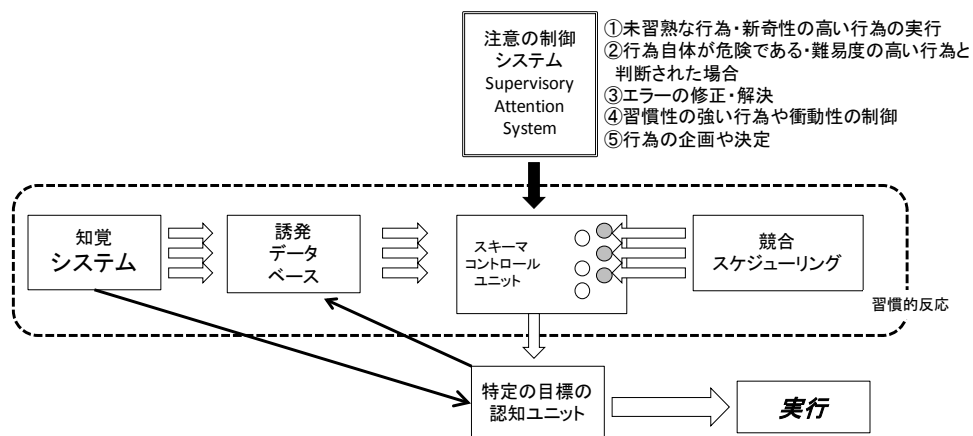 注意の制御
システム
Supervisory
Attention
System
①未習熟な行為・新奇性の高い行為の実行
②行為自体が危険である・難易度の高い行為と
判断された場合
③エラーの修正・解決
④習慣性の強い行為や衝動性の制御
⑤行為の企画や決定
知覚
システム
誘発
データ
ベース
スキーマ
コントロール
ユニット
競合
スケジューリング
習慣的反応
特定の目標の
認知ユニット
実行